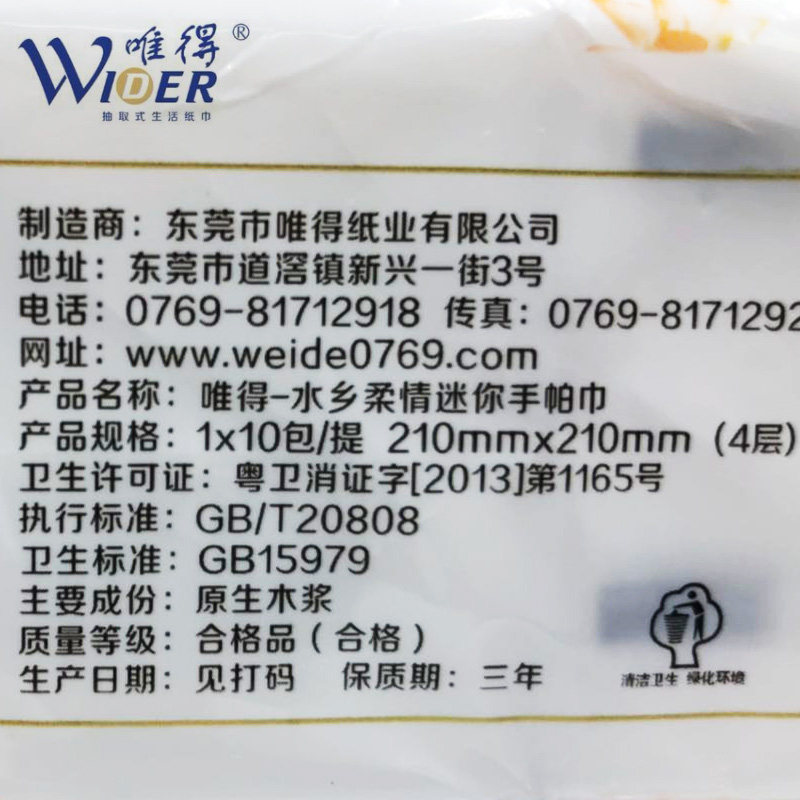 唯得®
WIDER
抽取式生活纸巾
制造商：东莞市唯得纸业有限公司
地址：东莞市道滘镇新兴一街3号
电话：0769-81712918 传真：0769-8171292
网址：www.weide0769.com
产品名称：唯得-水乡柔情迷你手帕巾
产品规格：1x10包/提 210mmx210mm（4层）
卫生许可证：粤卫消证字[2013]第1165号
执行标准：GB/T20808
卫生标准：GB15979
主要成份：原生木浆
质量等级：合格品（合格）
生产日期：见打码 保质期：三年
清洁卫生 绿化环境